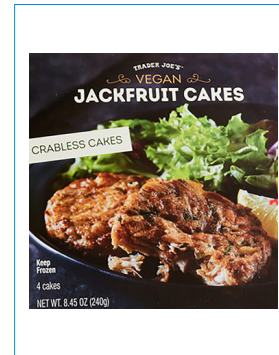 TRADER JOE'S
VEGAN
JACKFRUIT CAKES
CRABLESS CAKES
Keep
Frozen
4 cakes
NET WT. 8.45 OZ (240g)